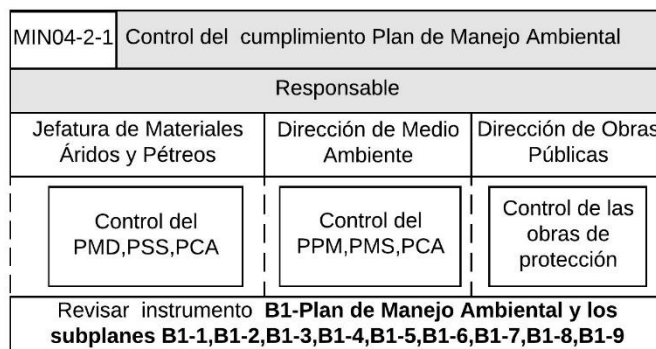 MIN04-2-1 Control del cumplimiento Plan de Manejo Ambiental
Responsable
Jefatura de Materiales
Áridos y Pétreos
Dirección de Medio
Ambiente
Dirección de Obras
Públicas
Control del
PMD,PSS,PCA
Control del
PPM,PMS,PCA
Control de las
obras de
protección
Revisar instrumento B1-Plan de Manejo Ambiental y los
subplanes B1-1,B1-2,B1-3,B1-4,B1-5,B1-6,B1-7,B1-8,B1-9